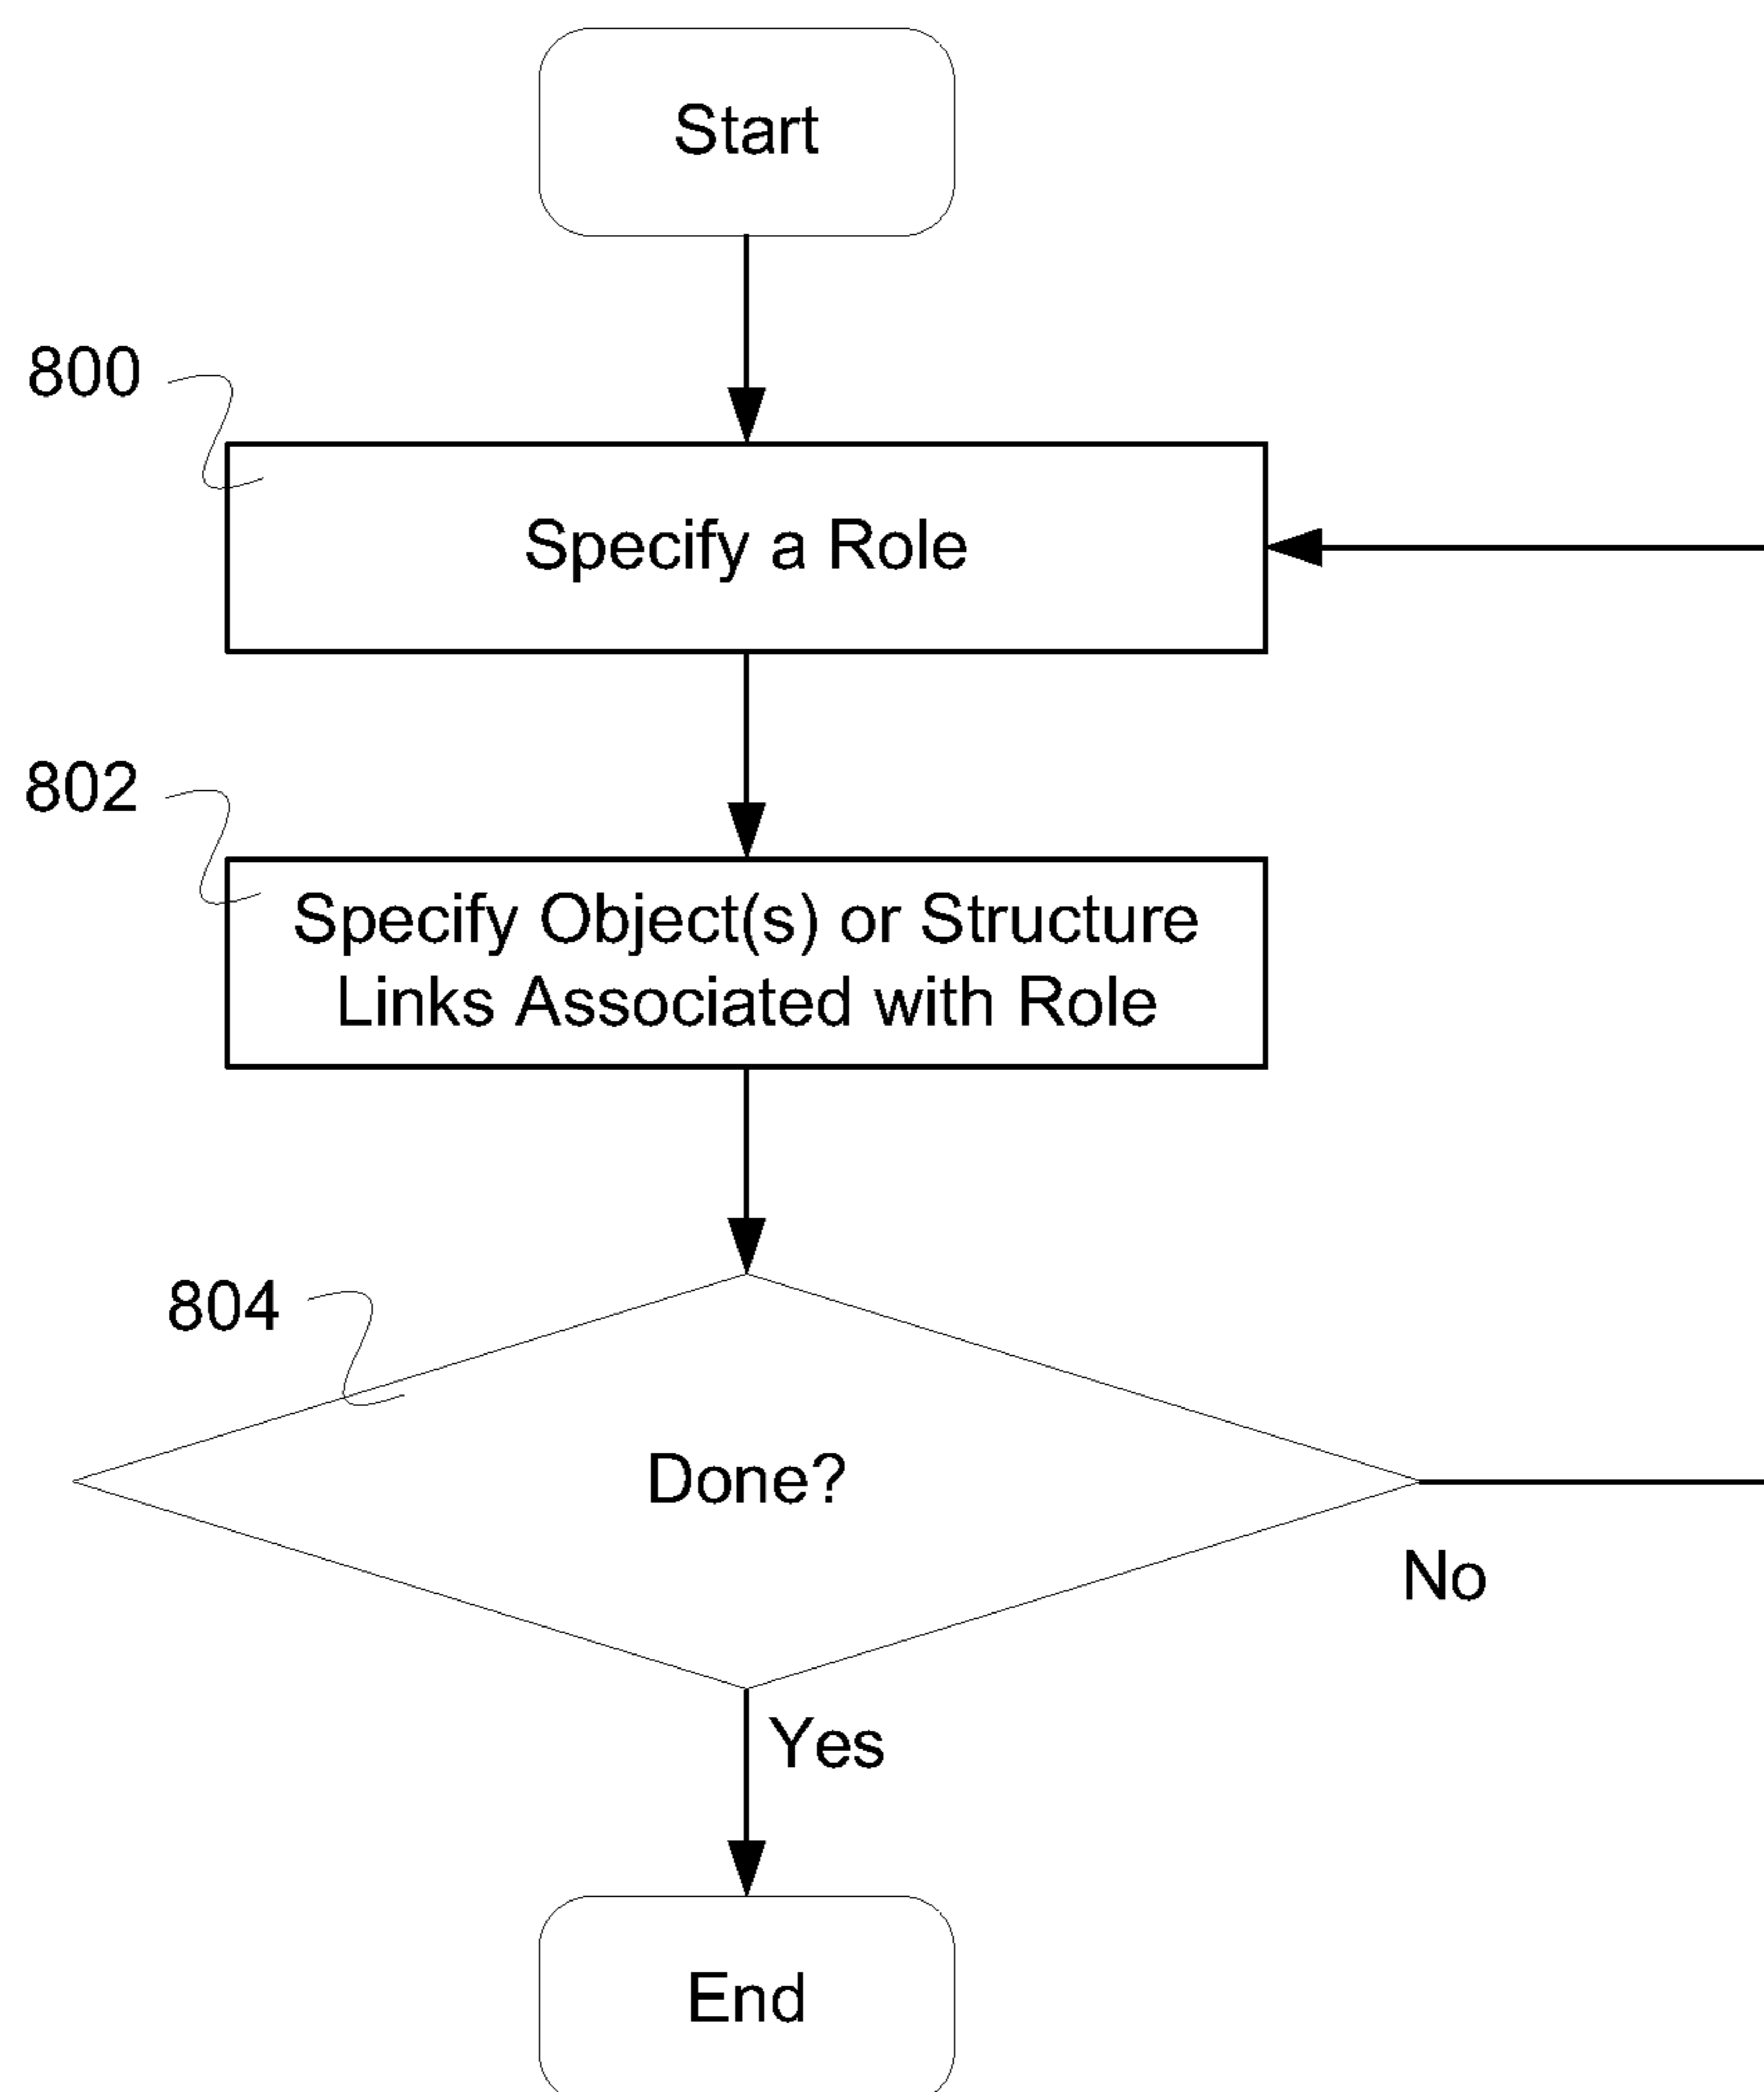 Start
800
Specify a Role
802
Specify Object(s) or Structure
Links Associated with Role
804
Done?
No
Yes
End